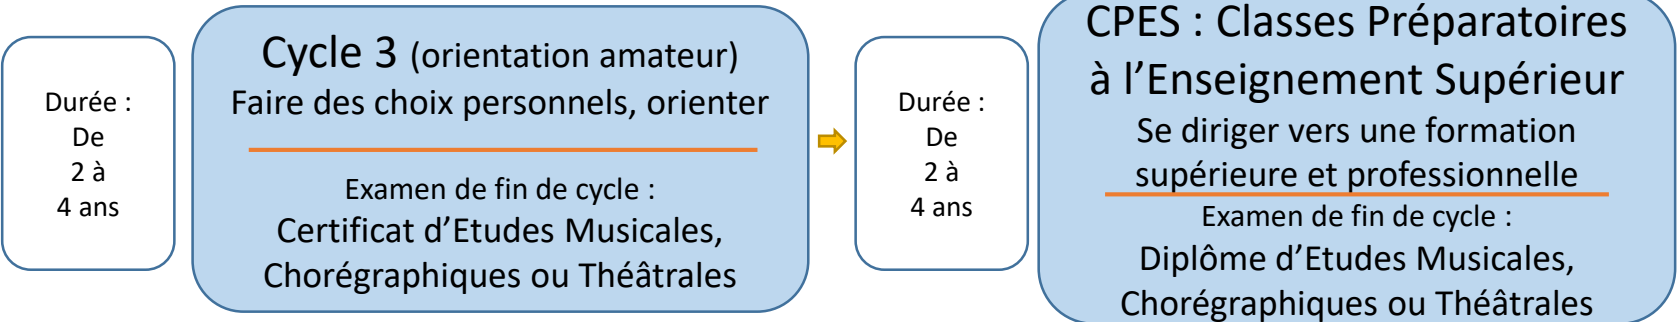 Durée :
De
2 à
4 ans
Cycle 3 (orientation amateur)
Faire des choix personnels, orienter
Examen de fin de cycle :
Certificat d’Etudes Musicales,
Chorégraphiques ou Théâtrales
Durée :
De
2 à
4 ans
CPES : Classes Préparatoires
à l’Enseignement Supérieur
Se diriger vers une formation
supérieure et professionnelle
Examen de fin de cycle :
Diplôme d’Etudes Musicales,
Chorégraphiques ou Théâtrales